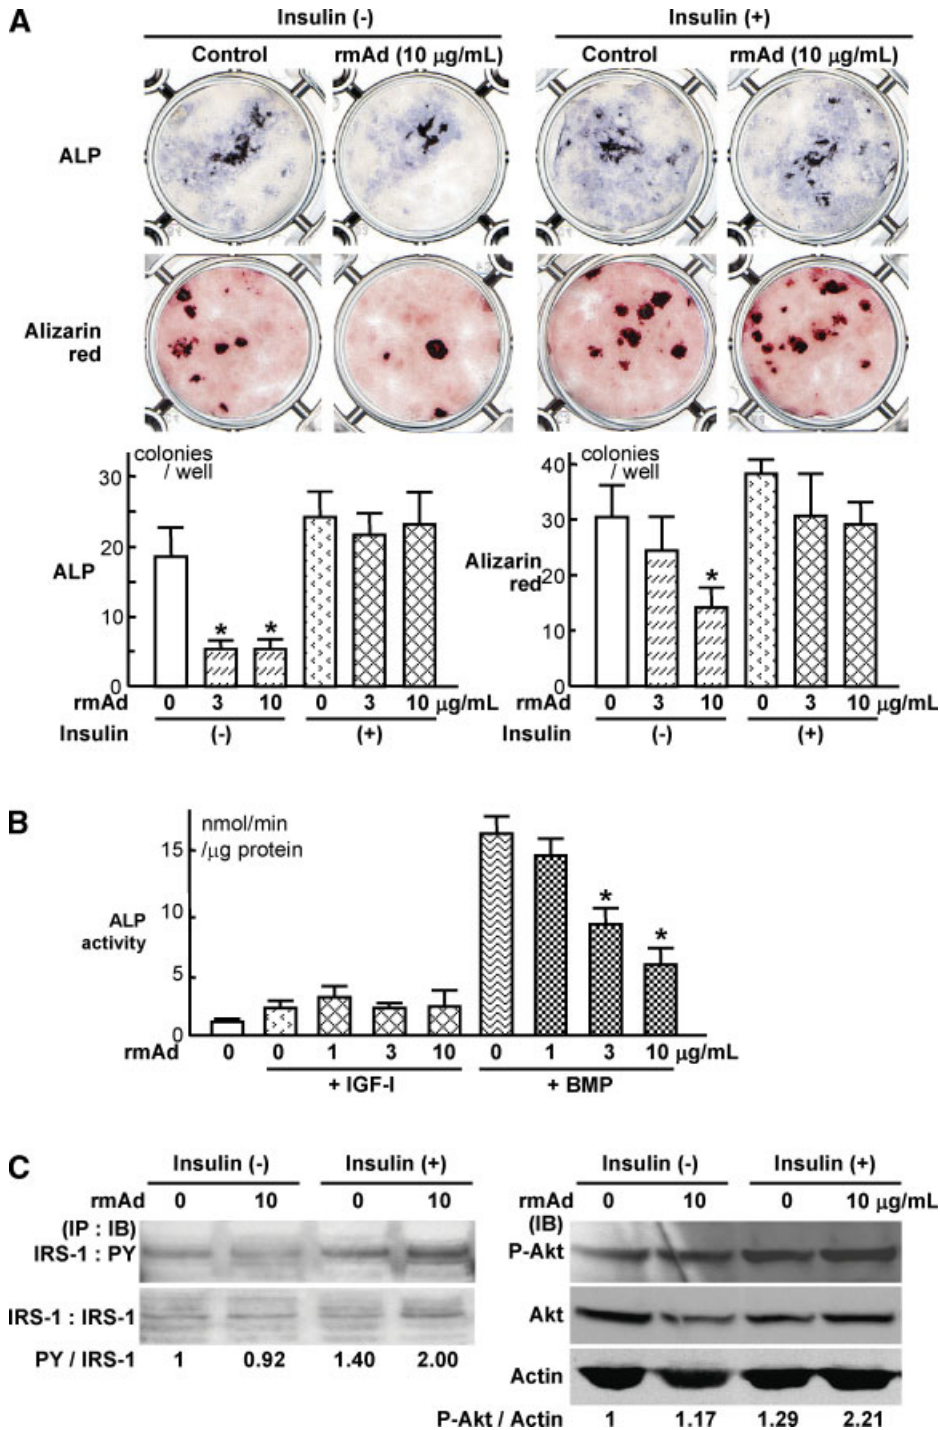 A
Insulin (-)
Insulin (+)
Control
rmAd (10 μg/mL)
Control
rmAd (10 μg/mL)
ALP
Alizarin
red
colonies
/ well
30
20
10
0
ALP
rmAd 0 3 10 0 3 10 μg/mL
Insulin (-) (+)
colonies
/ well
40
30
20
10
0
Alizarin
red
*
*
*
rmAd 0 3 10 0 3 10 μg/mL
Insulin (-) (+)
B
nmol/min
/μg protein
15
10
5
0
ALP
activity
*
*
rmAd 0 0 1 3 10 0 1 3 10 μg/mL
+ IGF-I + BMP
C
Insulin (-) Insulin (+)
rmAd 0 10 0 10
(IP : IB)
IRS-1 : PY
IRS-1 : IRS-1
PY / IRS-1 1 0.92 1.40 2.00
Insulin (-) Insulin (+)
rmAd 0 10 0 10 μg/mL
(IB)
P-Akt
Akt
Actin
P-Akt / Actin 1 1.17 1.29 2.21